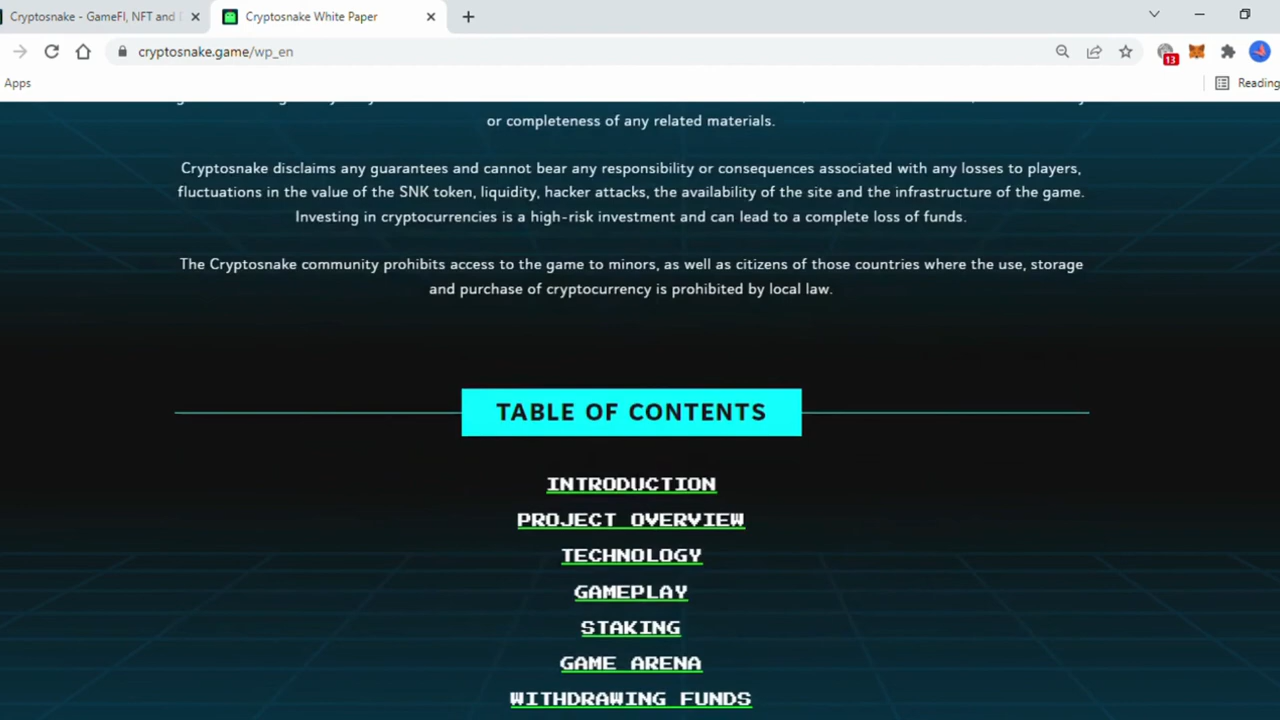 Cryptosnake - GameFi, NFT and
Cryptosnake White Paper
cryptosnake.game/wp_en
13
Apps
Reading
or completeness of any related materials.
Cryptosnake disclaims any guarantees and cannot bear any responsibility or consequences associated with any losses to players,
fluctuations in the value of the SNK token, liquidity, hacker attacks, the availability of the site and the infrastructure of the game.
Investing in cryptocurrencies is a high-risk investment and can lead to a complete loss of funds.
The Cryptosnake community prohibits access to the game to minors, as well as citizens of those countries where the use, storage
and purchase of cryptocurrency is prohibited by local law.
TABLE OF CONTENTS
INTRODUCTION
PROJECT OVERVIEW
TECHNOLOGY
GAMEPLAY
STAKING
GAME ARENA
WITHDRAWING FUNDS